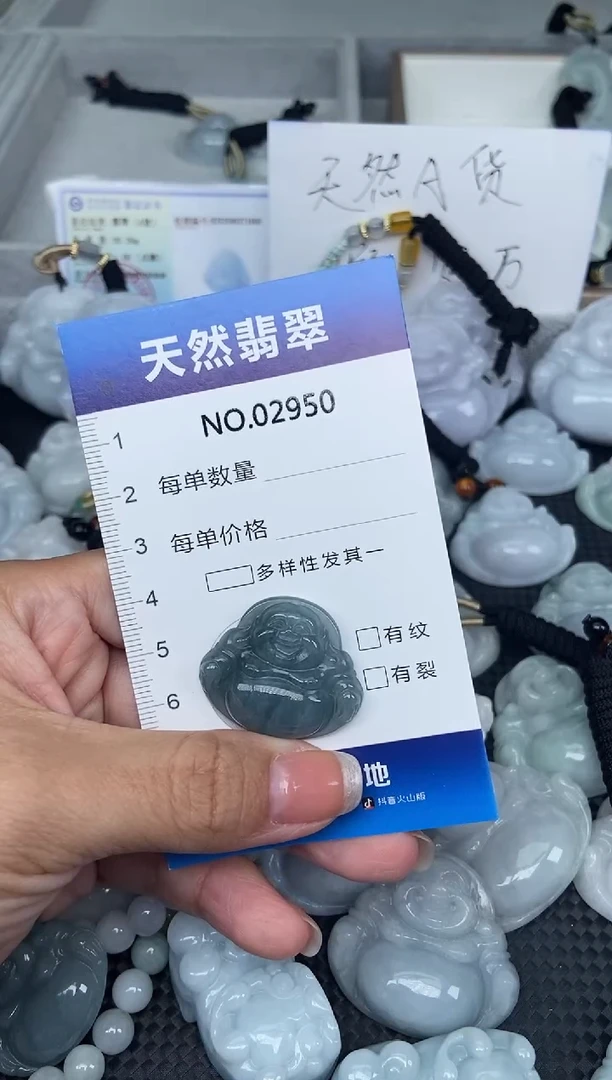 天然A货
万
天然翡翠
NO.02950
1
2 每单数量
3 每单价格
多样性发其一
4
5 有纹
有裂
6
地
抖音火山版